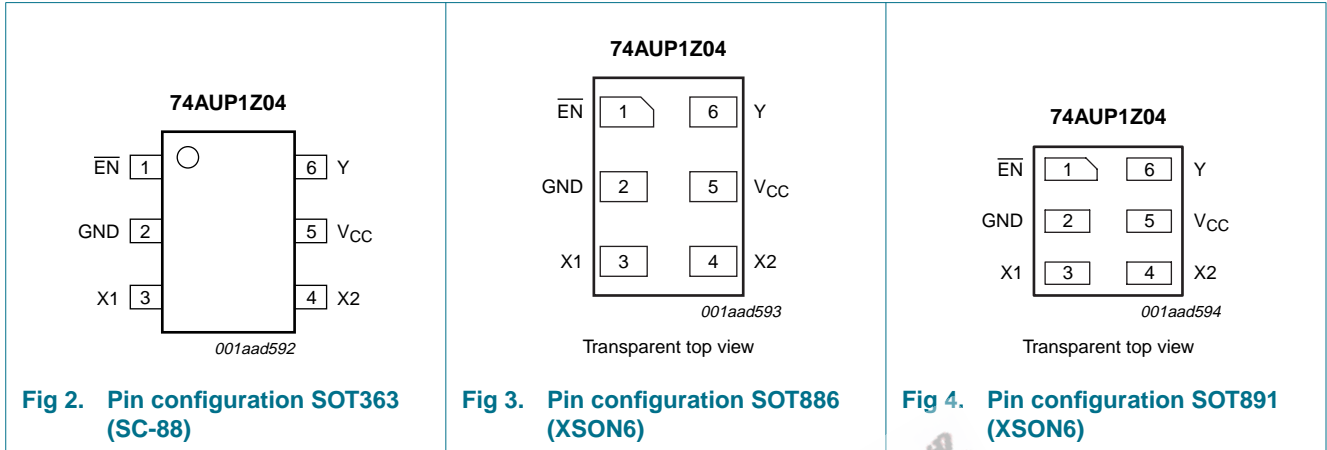 74AUP1Z04
EN 1 6 Y
GND 2 5 VCC
X1 3 4 X2
001aad592
Fig 2. Pin configuration SOT363
(SC-88)
74AUP1Z04
EN 1 6 Y
GND 2 5 VCC
X1 3 4 X2
001aad593
Transparent top view
Fig 3. Pin configuration SOT886
(XSON6)
74AUP1Z04
EN 1 6 Y
GND 2 5 VCC
X1 3 4 X2
001aad594
Transparent top view
Fig 4. Pin configuration SOT891
(XSON6)